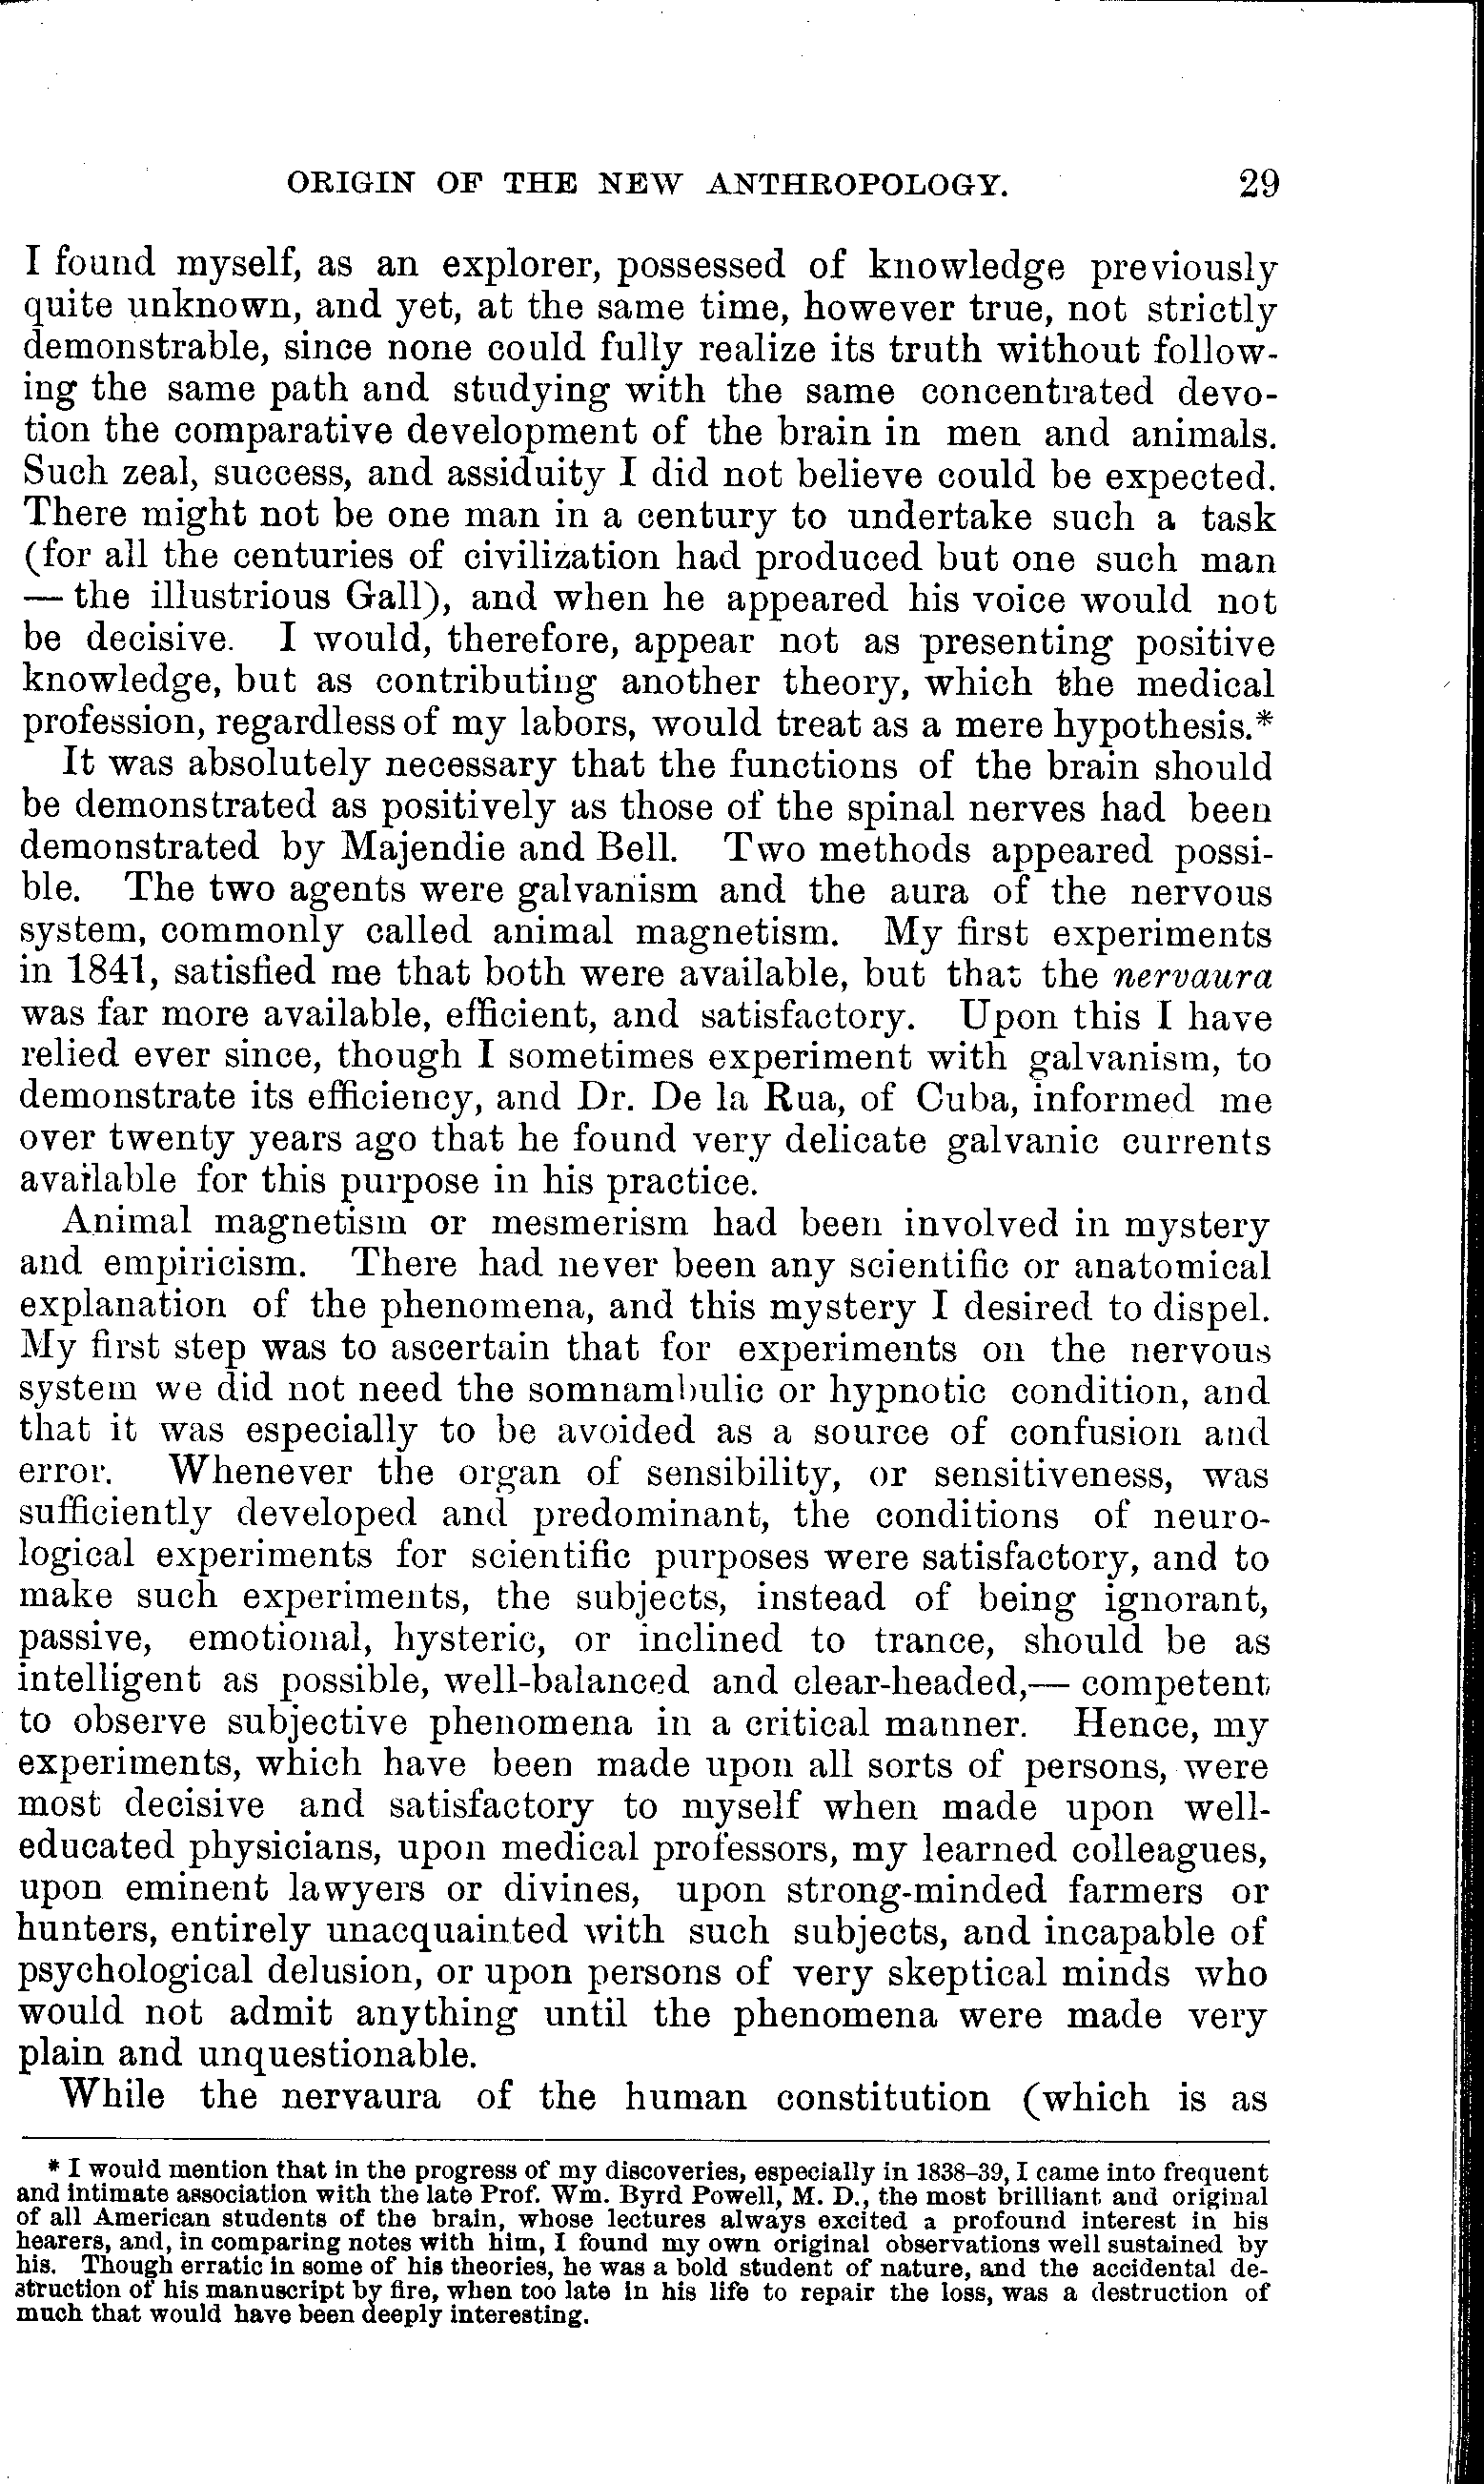 ORIGIN OF THE NEW ANTHROPOLOGY. 29
I found myself, as an explorer, possessed of knowledge previously
quite unknown, and yet, at the same time, however true, not strictly
demonstrable, since none could fully realize its truth without follow-
ing the same path and studying with the same concentrated devo-
tion the comparative development of the brain in men and animals.
Such zeal, success, and assiduity I did not believe could be expected.
There might not be one man in a century to undertake such a task
(for all the centuries of civilization had produced but one such man
— the illustrious Gall), and when he appeared his voice would not
be decisive. I would, therefore, appear not as presenting positive
knowledge, but as contributing another theory, which the medical
profession, regardless of my labors, would treat as a mere hypothesis.*
It was absolutely necessary that the functions of the brain should
be demonstrated as positively as those of the spinal nerves had been
demonstrated by Majendie and Bell. Two methods appeared possi-
ble. The two agents were galvanism and the aura of the nervous
system, commonly called animal magnetism. My first experiments
in 1841, satisfied me that both were available, but that the nervaura
was far more available, efficient, and satisfactory. Upon this I have
relied ever since, though I sometimes experiment with galvanism, to
demonstrate its efficiency, and Dr. De la Rua, of Cuba, informed me
over twenty years ago that he found very delicate galvanic currents
available for this purpose in his practice.
Animal magnetism or mesmerism had been involved in mystery
and empiricism. There had never been any scientific or anatomical
explanation of the phenomena, and this mystery I desired to dispel.
My first step was to ascertain that for experiments on the nervous
system we did not need the somnambulic or hypnotic condition, and
that it was especially to be avoided as a source of confusion and
error. Whenever the organ of sensibility, or sensitiveness, was
sufficiently developed and predominant, the conditions of neuro-
logical experiments for scientific purposes were satisfactory, and to
make such experiments, the subjects, instead of being ignorant,
passive, emotional, hysteric, or inclined to trance, should be as
intelligent as possible, well-balanced and clear-headed,— competent
to observe subjective phenomena in a critical manner. Hence, my
experiments, which have been made upon all sorts of persons, were
most decisive and satisfactory to myself when made upon well-
educated physicians, upon medical professors, my learned colleagues,
upon eminent lawyers or divines, upon strong-minded farmers or
hunters, entirely unacquainted with such subjects, and incapable of
psychological delusion, or upon persons of very skeptical minds who
would not admit anything until the phenomena were made very
plain and unquestionable.
While the nervaura of the human constitution (which is as
* I would mention that in the progress of my discoveries, especially in 1838–39, I came into frequent
and intimate association with the late Prof. Wm. Byrd Powell, M. D., the most brilliant and original
of all American students of the brain, whose lectures always excited a profound interest in his
hearers, and, in comparing notes with him, I found my own original observations well sustained by
his. Though erratic in some of his theories, he was a bold student of nature, and the accidental de-
struction of his manuscript by fire, when too late in his life to repair the loss, was a destruction of
much that would have been deeply interesting.